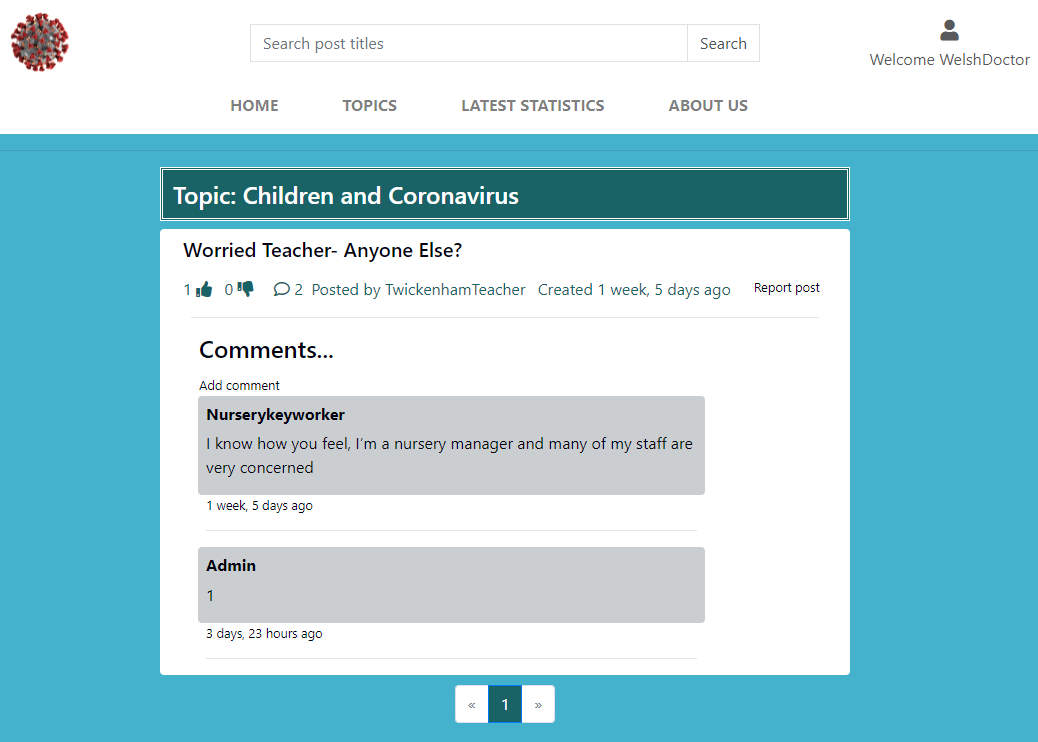 Search post titles
Search
Welcome WelshDoctor
HOME TOPICS LATEST STATISTICS ABOUT US
Topic: Children and Coronavirus
Worried Teacher- Anyone Else?
1 0 2 Posted by TwickenhamTeacher Created 1 week, 5 days ago Report post
Comments...
Add comment
Nurserykeyworker
I know how you feel, I'm a nursery manager and many of my staff are
very concerned
1 week, 5 days ago
Admin
1
3 days, 23 hours ago
« 1 »